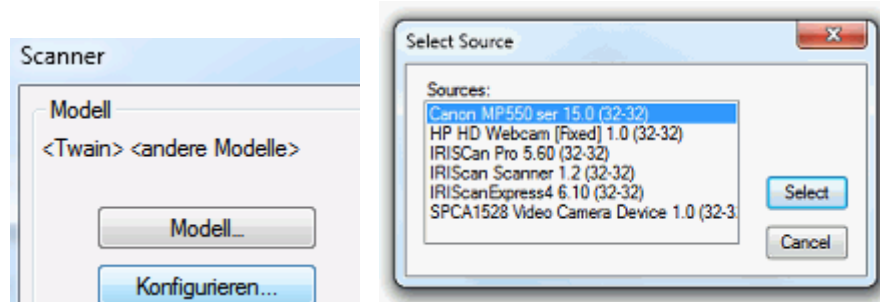 Scanner
Modell
<Twain> <andere Modelle>
Modell...
Konfigurieren...
Select Source
Sources:
Canon MP550 ser 15.0 (32-32)
HP HD Webcam [Fixed] 1.0 (32-32)
IRISCan Pro 5.60 (32-32)
IRIScan Scanner 1.2 (32-32)
IRIScanExpress4 6.10 (32-32)
SPCA1528 Video Camera Device 1.0 (32-3
Select
Cancel